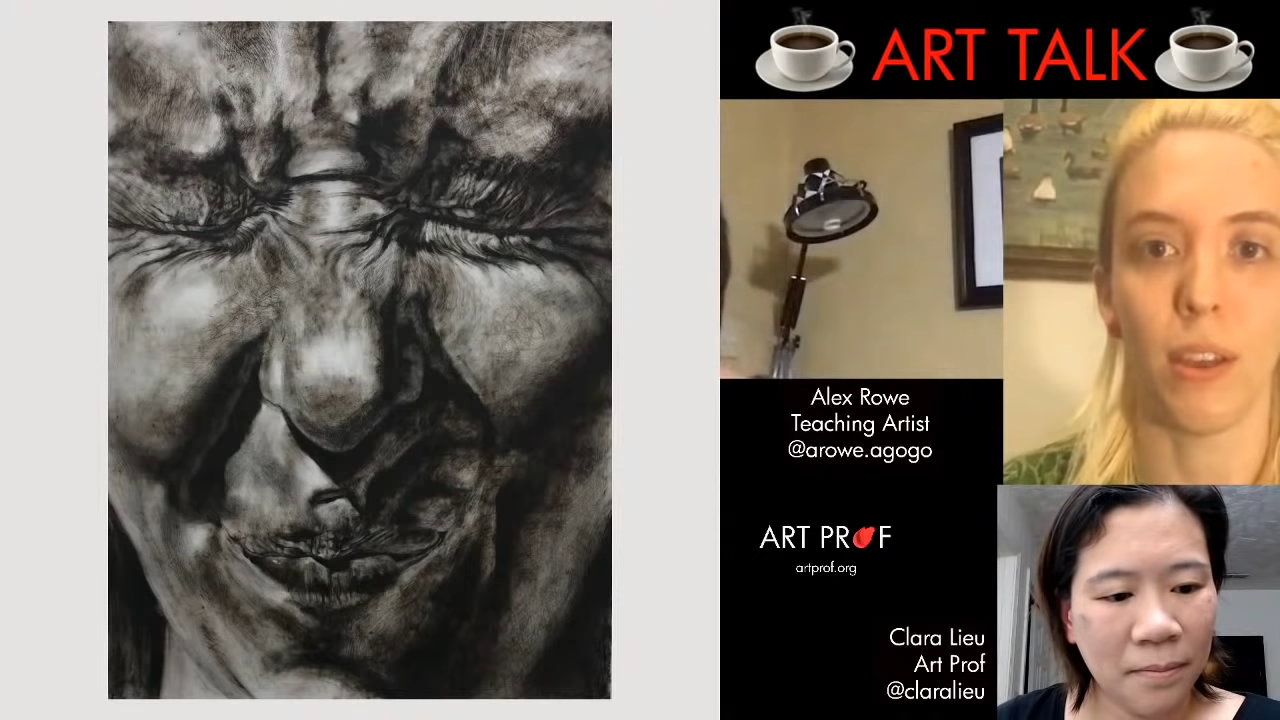 ART TALK
Alex Rowe
Teaching Artist
@arowe.agogo
ART PROF
artprof.org
Clara Lieu
Art Prof
@claralieu